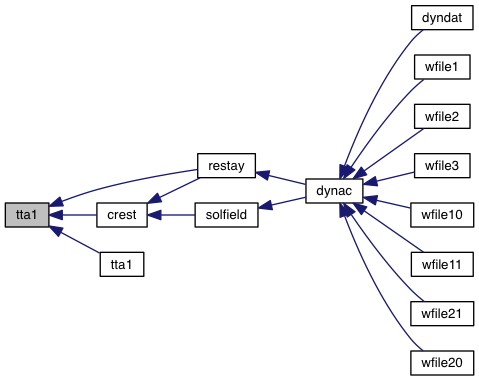 tta1
restay
crest
solfield
tta1
dynac
dyndat
wfile1
wfile2
wfile3
wfile10
wfile11
wfile21
wfile20